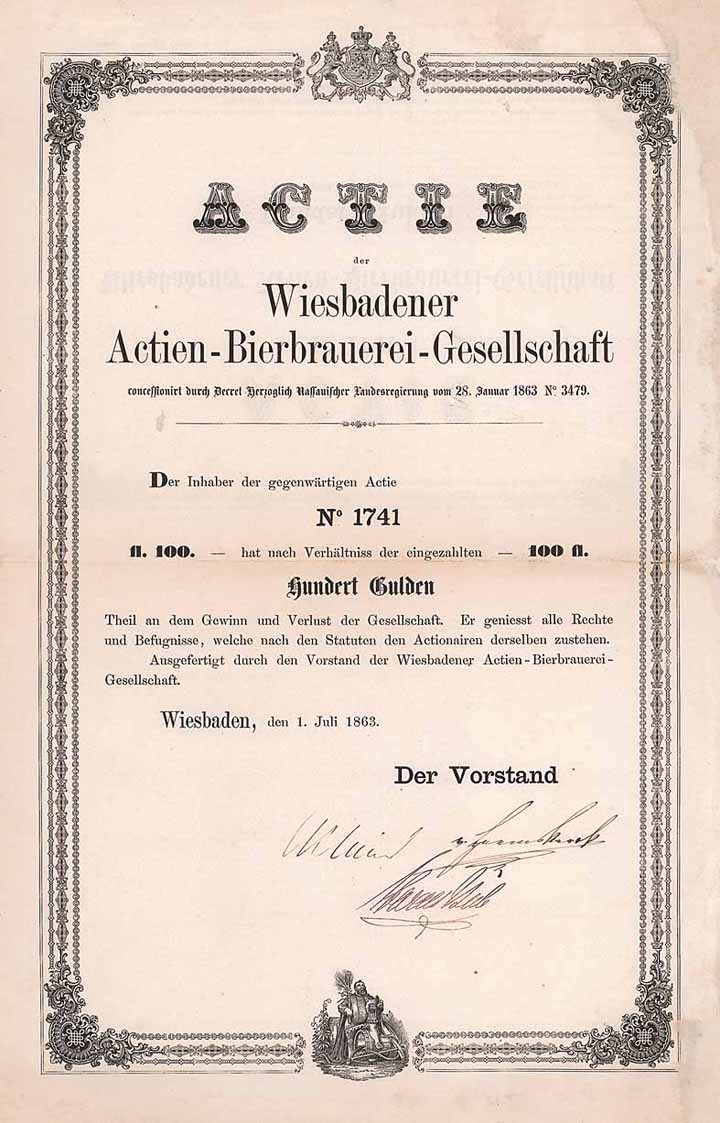 ACTIE
der
Wiesbadener
Actien-Bierbrauerei-Gesellschaft
concessionirt durch Decret Herzoglich Nassauischer Landesregierung vom 28. Januar 1863 No. 3479.
Der Inhaber der gegenwärtigen Actie
No 1741
fl. 100. — hat nach Verhältniss der eingezahlten — 100 fl.
Hundert Gulden
Theil an dem Gewinn und Verlust der Gesellschaft. Er geniesst alle Rechte
und Befugnisse, welche nach den Statuten den Actionairen derselben zustehen.
Ausgefertigt durch den Vorstand der Wiesbadener Actien-Bierbrauerei-
Gesellschaft.
Wiesbaden, den 1. Juli 1863.
Der Vorstand